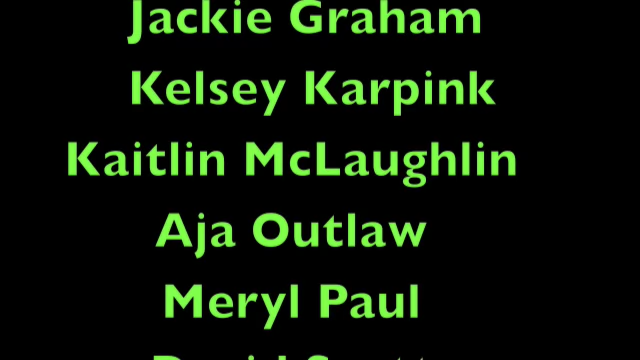 Jackie Graham
Kelsey Karpink
Kaitlin McLaughlin
Aja Outlaw
Meryl Paul